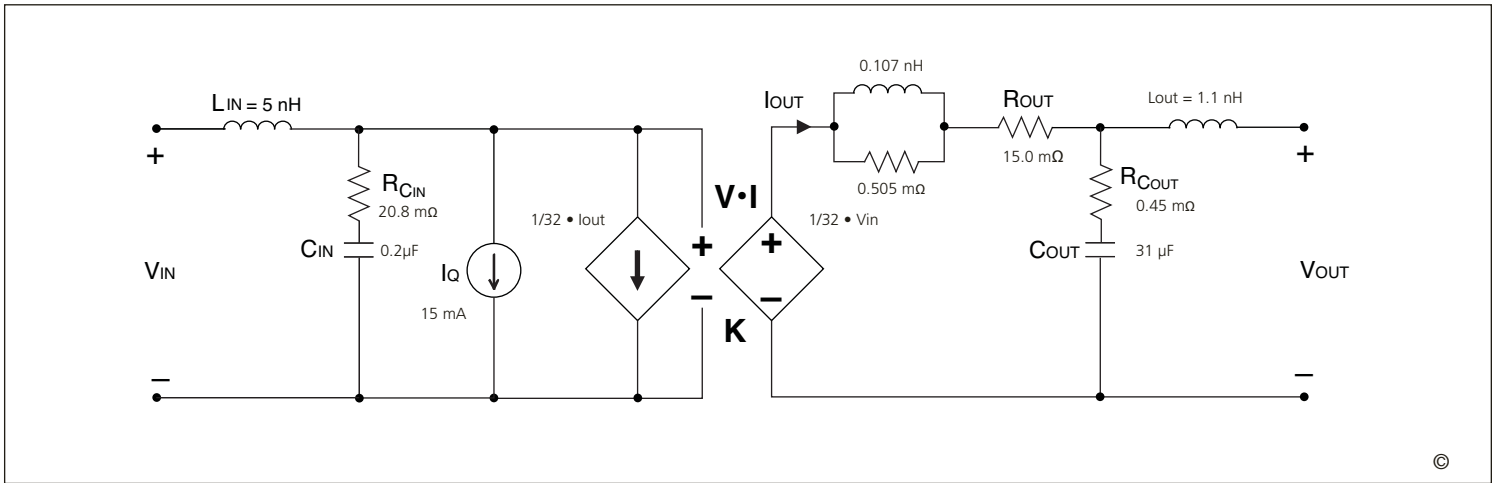 LIN = 5 nH
+
–
VIN
RCIN
20.8 mΩ
CIN
0.2μF
IQ
15 mA
1/32 • Iout
+
–
V•I
K
1/32 • Vin
+
–
IOUT
0.107 nH
0.505 mΩ
ROUT
15.0 mΩ
RCOUT
0.45 mΩ
COUT
31 μF
Lout = 1.1 nH
+
–
VOUT
©